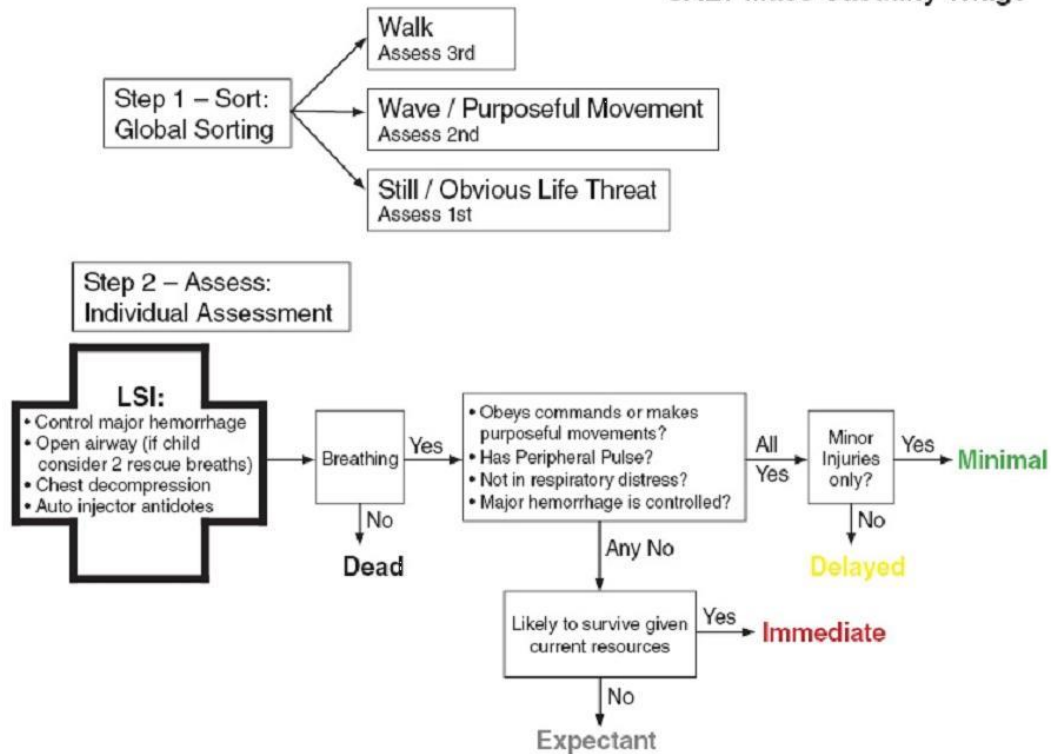 Walk
Assess 3rd
Step 1 – Sort:
Global Sorting
Wave / Purposeful Movement
Assess 2nd
Still / Obvious Life Threat
Assess 1st
Step 2 – Assess:
Individual Assessment
LSI:
• Control major hemorrhage
• Open airway (if child
consider 2 rescue breaths)
• Chest decompression
• Auto injector antidotes
Breathing
Yes
No
Dead
• Obeys commands or makes
purposeful movements?
• Has Peripheral Pulse?
• Not in respiratory distress?
• Major hemorrhage is controlled?
All
Yes
Minor
Injuries
only?
Yes
Minimal
No
Delayed
Any No
Likely to survive given
current resources
Yes
Immediate
No
Expectant